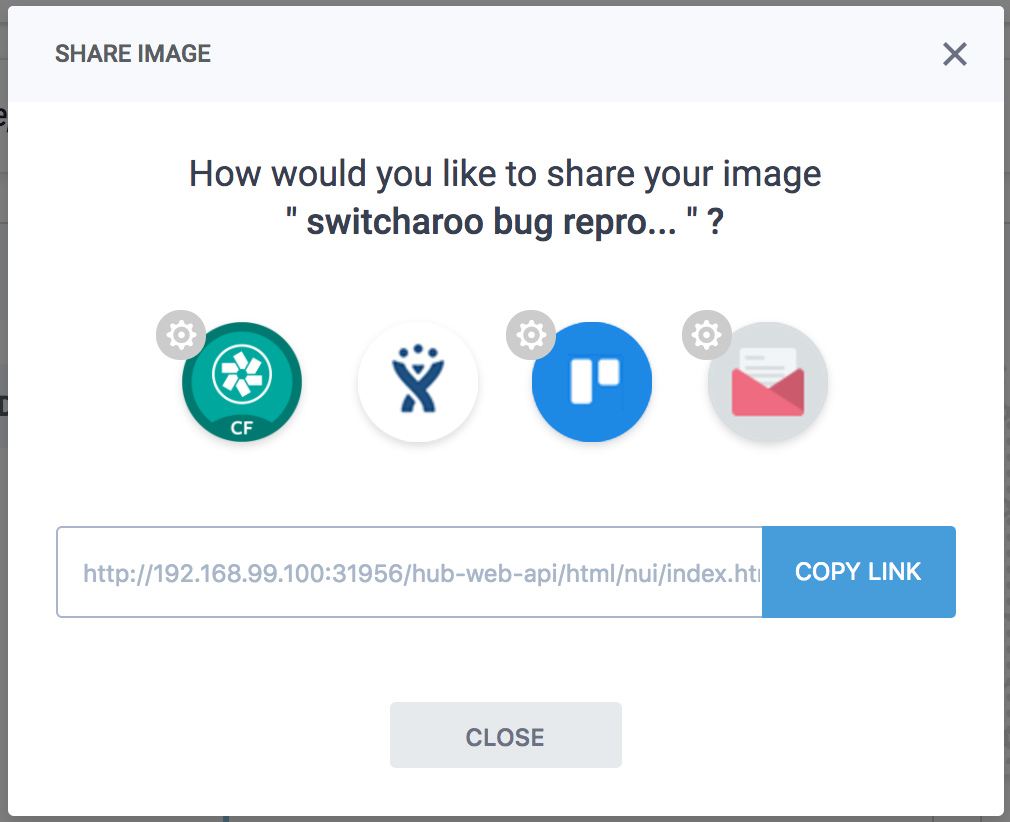 SHARE IMAGE
How would you like to share your image
" switcharoo bug repro... " ?
CF
http://192.168.99.100:31956/hub-web-api/html/nui/index.htm
COPY LINK
CLOSE